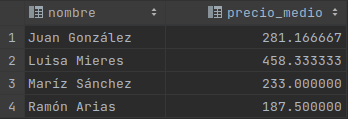 nombre precio_medio
1 Juan González 281.166667
2 Luisa Mieres 458.333333
3 Maríz Sánchez 233.000000
4 Ramón Arias 187.500000